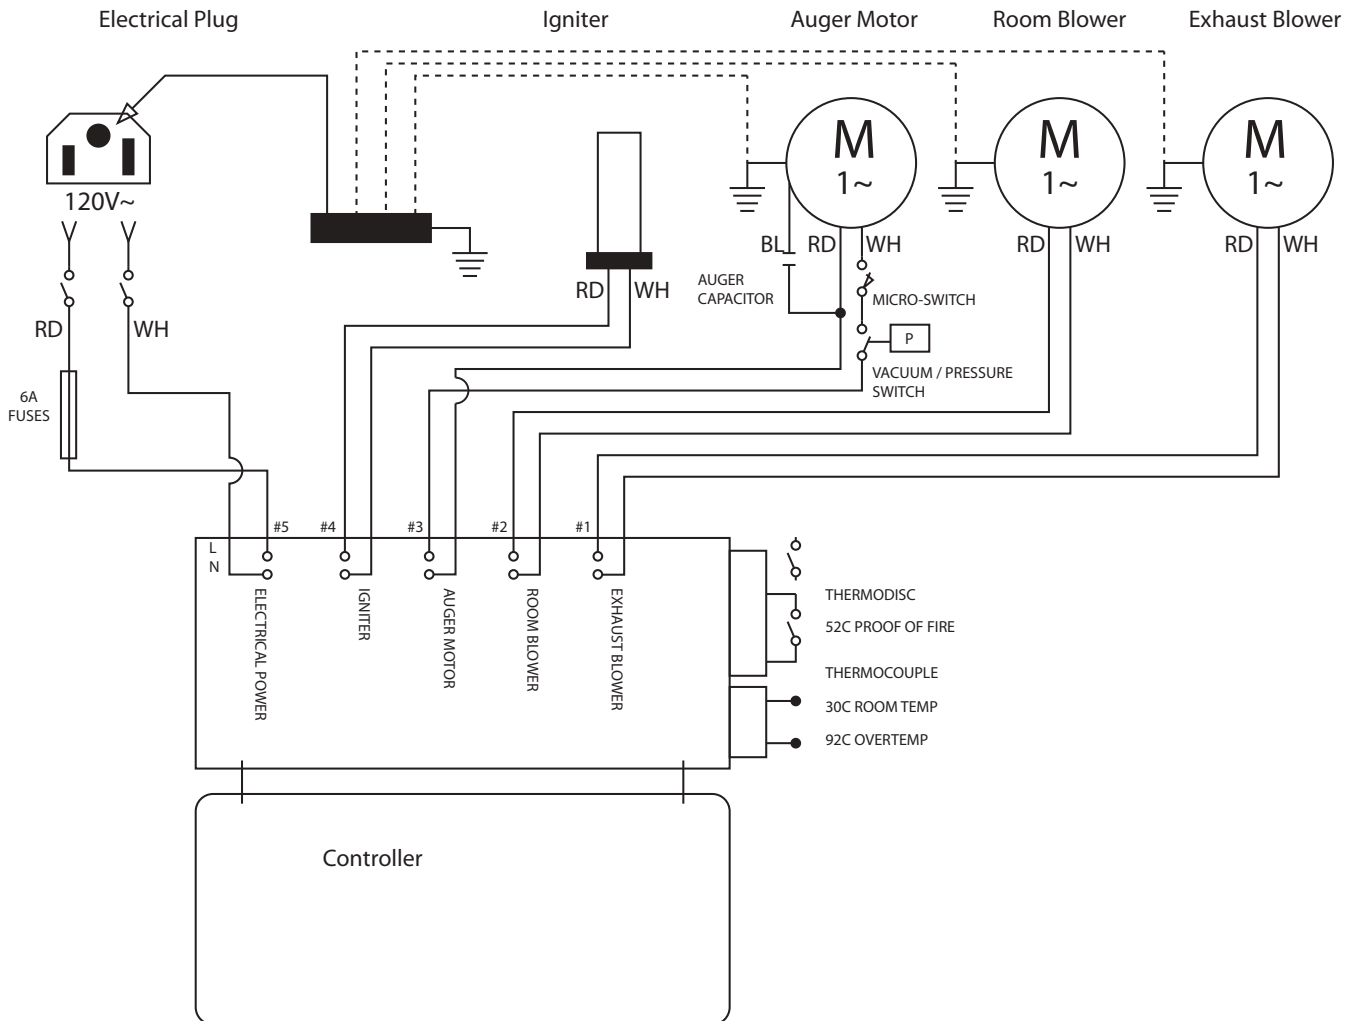 Electrical Plug
Igniter
Auger Motor
Room Blower
Exhaust Blower
M
1~
M
1~
M
1~
120V~
BL
RD
WH
RD
WH
RD
WH
AUGER
CAPACITOR
RD
WH
MICRO-SWITCH
RD
WH
P
VACUUM / PRESSURE
SWITCH
6A
FUSES
#5
#4
#3
#2
#1
L
N
ELECTRICAL POWER
IGNITER
AUGER MOTOR
ROOM BLOWER
EXHAUST BLOWER
THERMODISC
52C PROOF OF FIRE
THERMOCOUPLE
30C ROOM TEMP
92C OVERTEMP
Controller